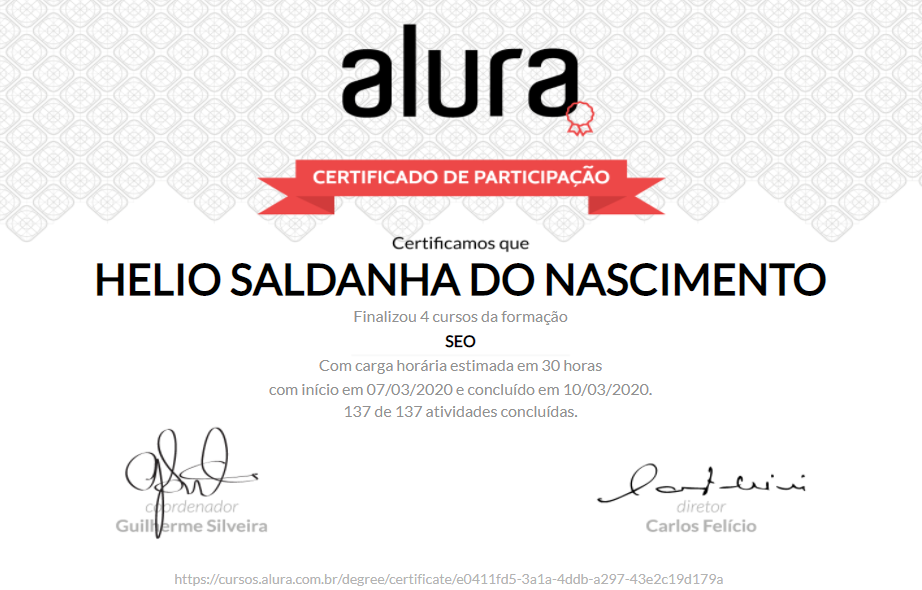 alura
CERTIFICADO DE PARTICIPAÇÃO
Certificamos que
HELIO SALDANHA DO NASCIMENTO
Finalizou 4 cursos da formação
SEO
Com carga horária estimada em 30 horas
com início em 07/03/2020 e concluído em 10/03/2020.
137 de 137 atividades concluídas.
coordenador
Guilherme Silveira
diretor
Carlos Felício
https://cursos.alura.com.br/degree/certificate/e0411fd5-3a1a-4ddb-a297-43e2c19d179a